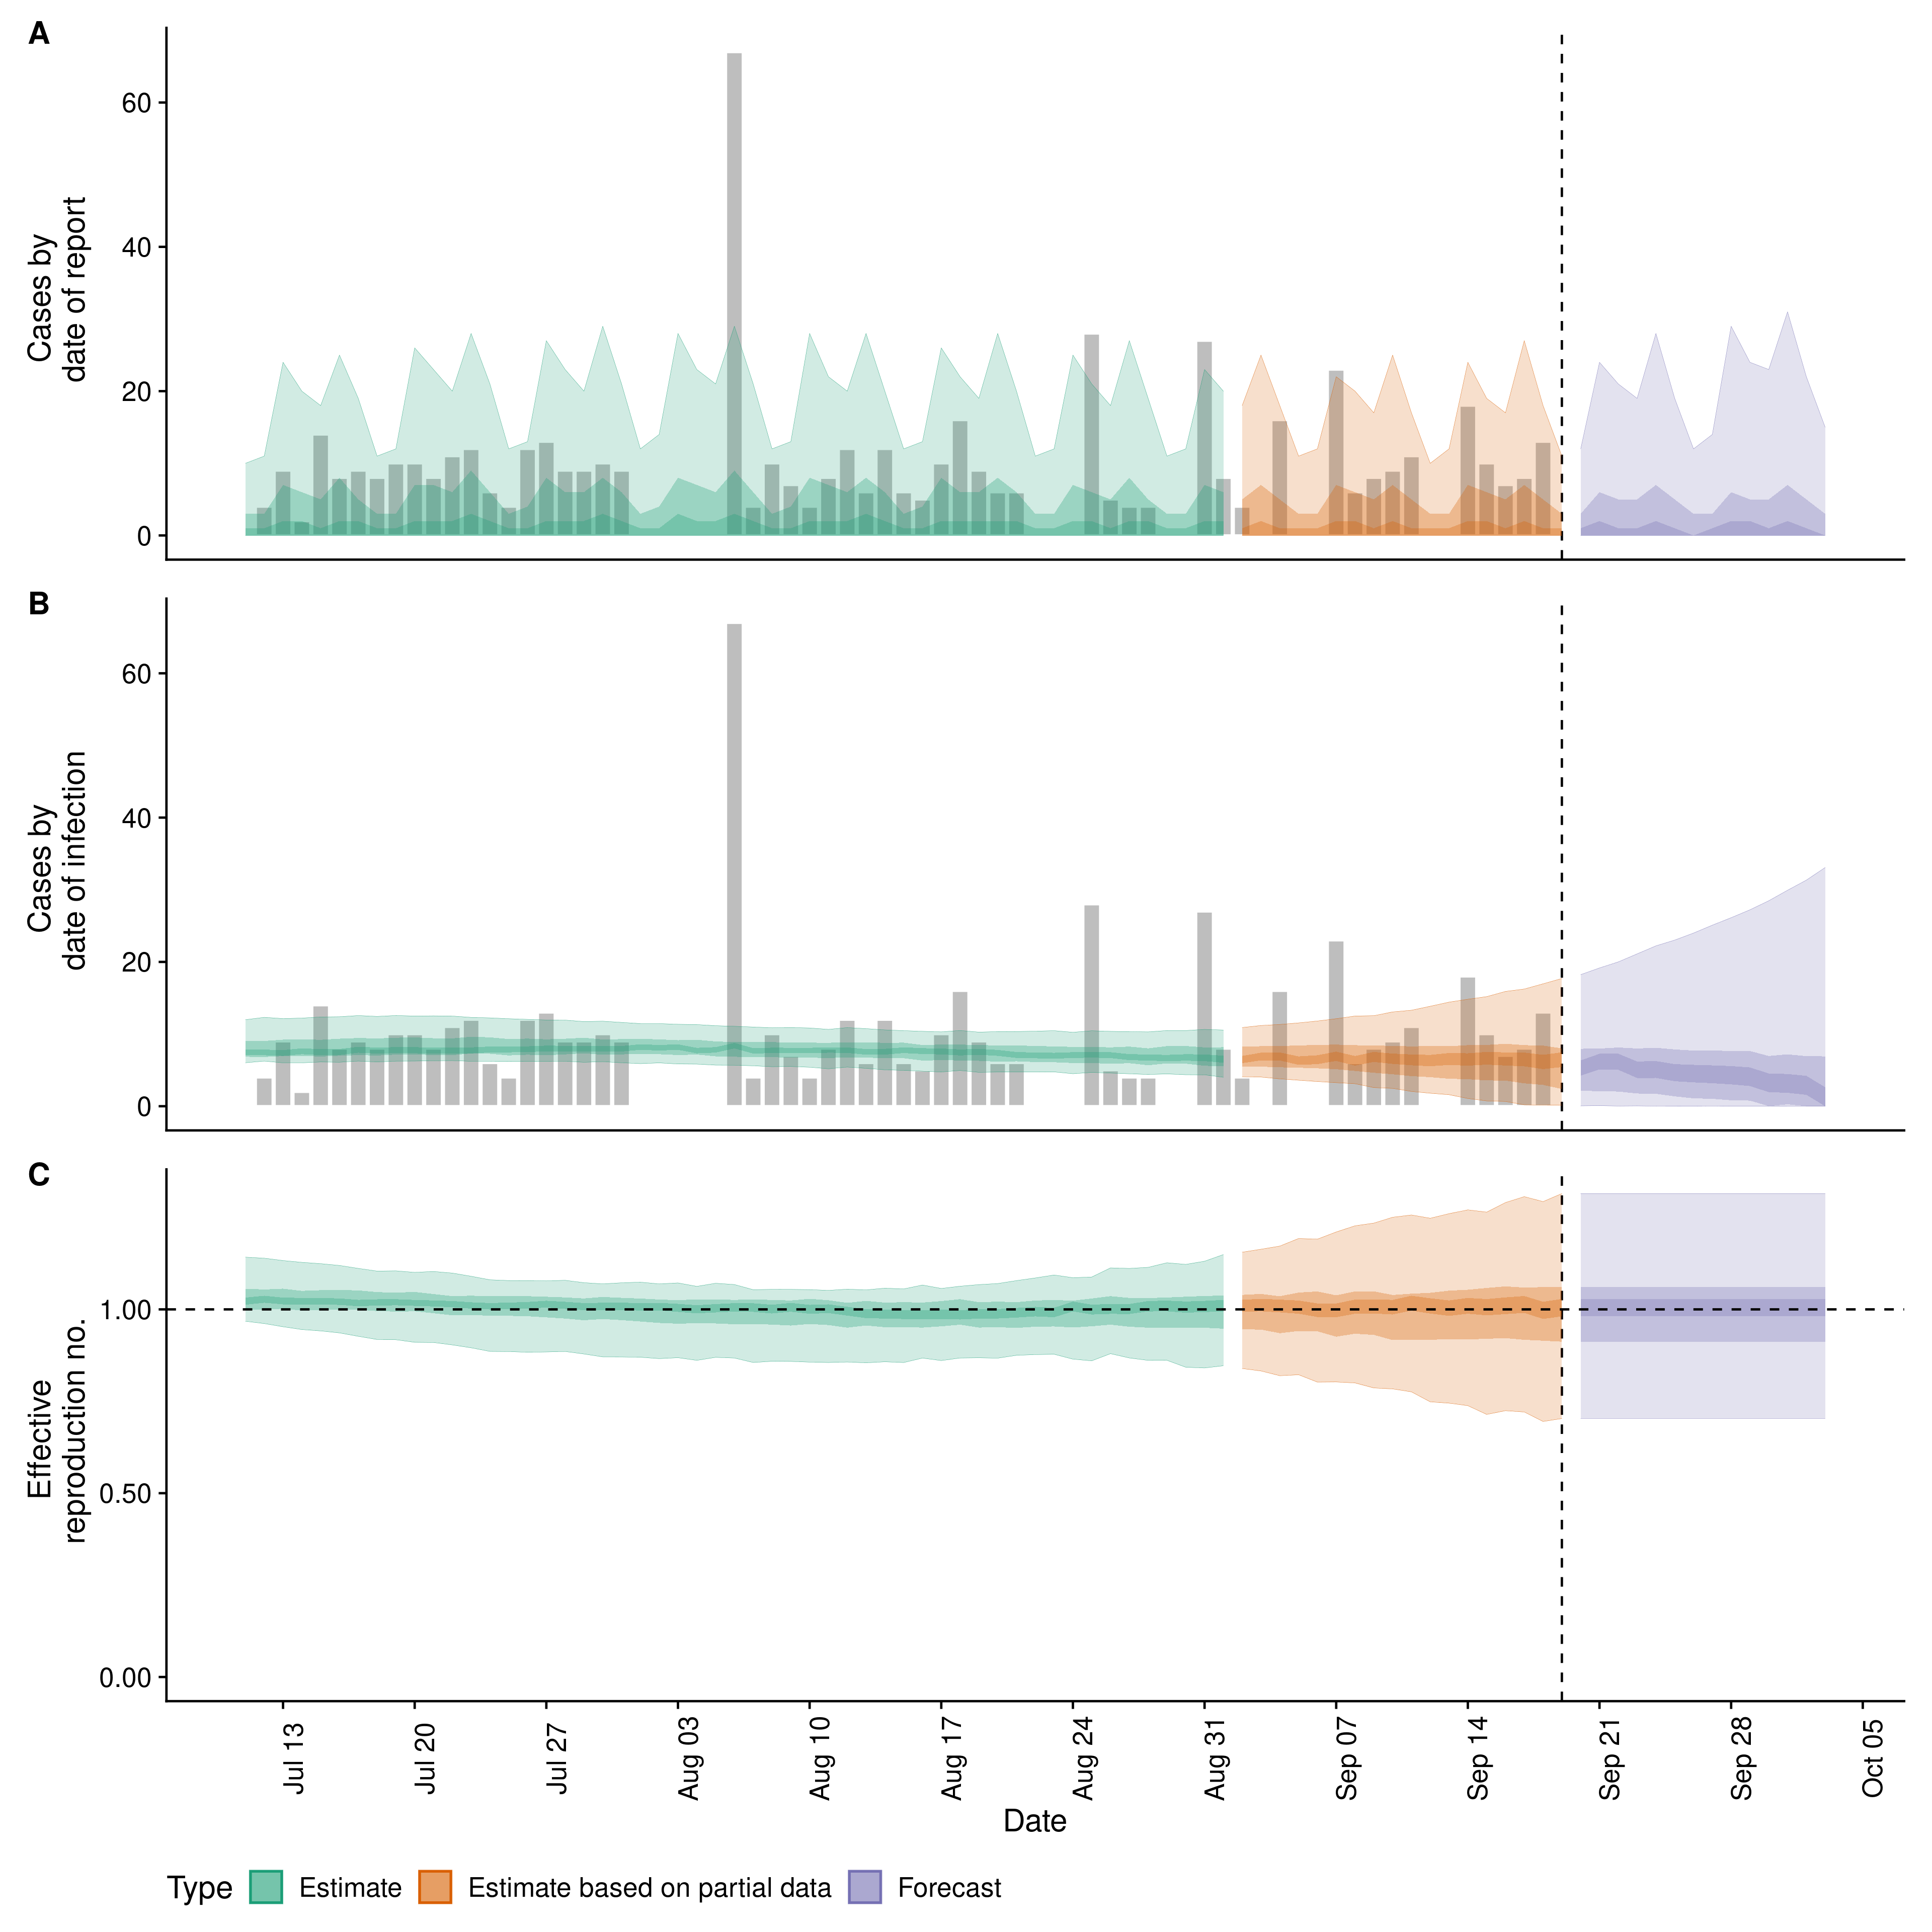 A
Cases by
date of report
60
40
20
0
B
Cases by
date of infection
60
40
20
0
C
Effective
reproduction no.
1.00
0.50
0.00
Jul 13
Jul 20
Jul 27
Aug 03
Aug 10
Aug 17
Aug 24
Aug 31
Sep 07
Sep 14
Sep 21
Sep 28
Oct 05
Date
Type
Estimate
Estimate based on partial data
Forecast